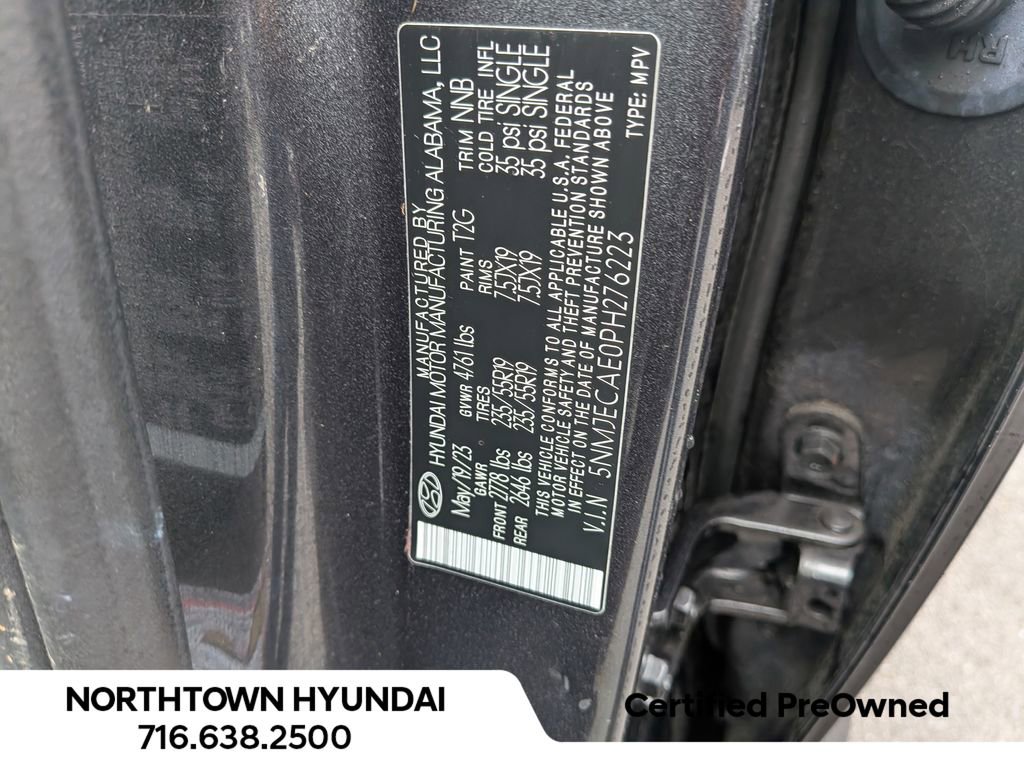 MANUFACTURED BY
HYUNDAI MOTOR MANUFACTURING ALABAMA, LLC
May/19/23 GVWR 4761 lbs PAINT T2G TRIM NNB
GAWR TIRES RIMS COLD TIRE INFL
FRONT 2778 lbs 235/55R19 7.5JX19 35 psi SINGLE
REAR 2646 lbs 235/55R19 7.5JX19 35 psi SINGLE
THIS VEHICLE CONFORMS TO ALL APPLICABLE U.S.A. FEDERAL
MOTOR VEHICLE SAFETY AND THEFT PREVENTION STANDARDS
IN EFFECT ON THE DATE OF MANUFACTURE SHOWN ABOVE
V.I.N 5NMJECAE0PH276223 TYPE: MPV
RH
NORTHTOWN HYUNDAI
716.638.2500
Certified PreOwned